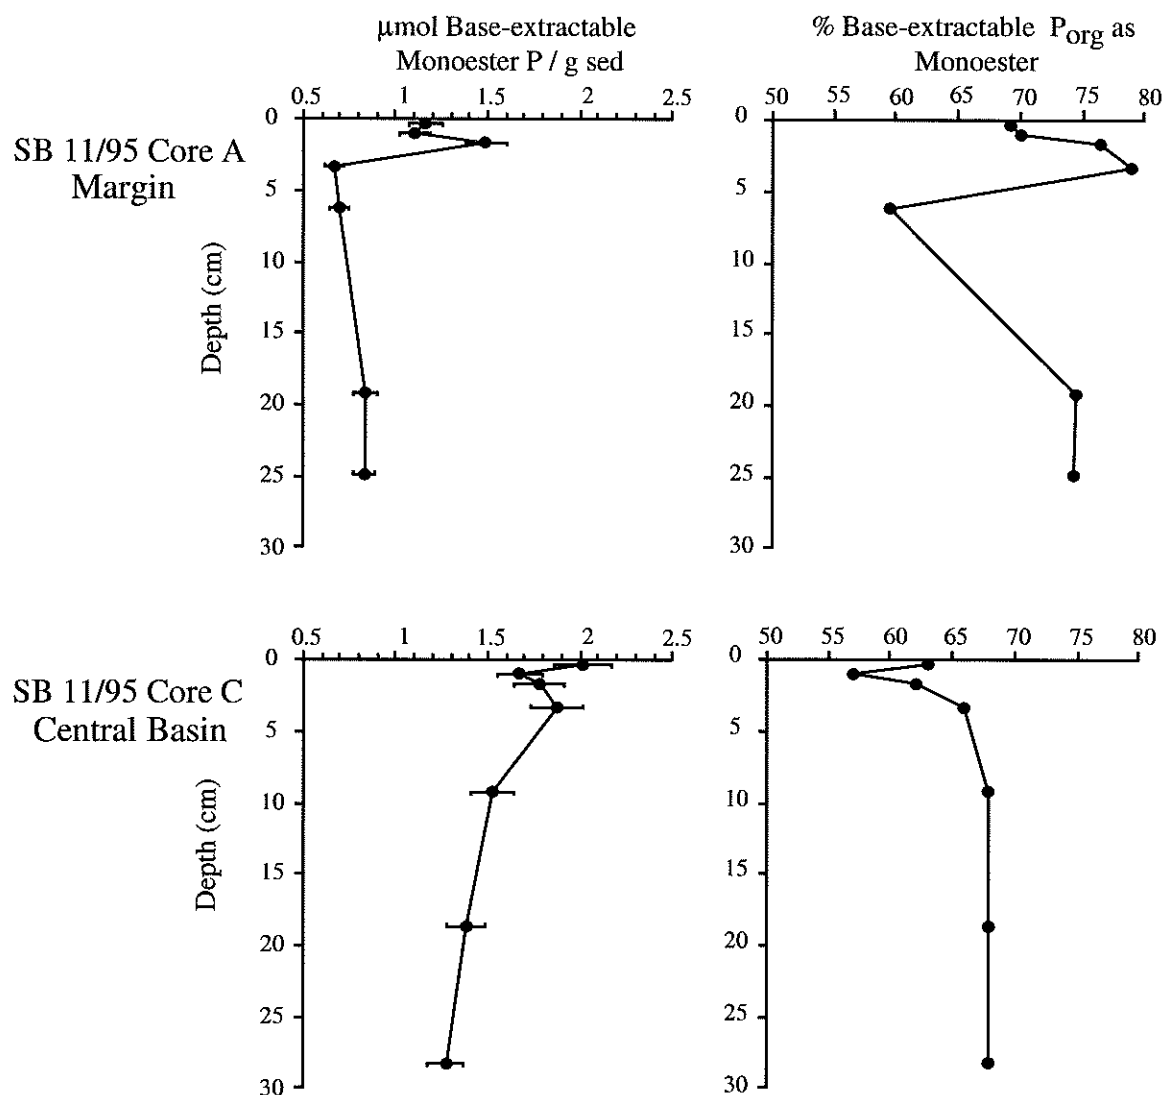 μmol Base-extractable
Monoester P / g sed
% Base-extractable Porg as
Monoester
0.5 1 1.5 2 2.5
50 55 60 65 70 75 80
SB 11/95 Core A
Margin
Depth (cm)
0
5
10
15
20
25
30
0
5
10
15
20
25
30
0.5 1 1.5 2 2.5
50 55 60 65 70 75 80
SB 11/95 Core C
Central Basin
Depth (cm)
0
5
10
15
20
25
30
0
5
10
15
20
25
30